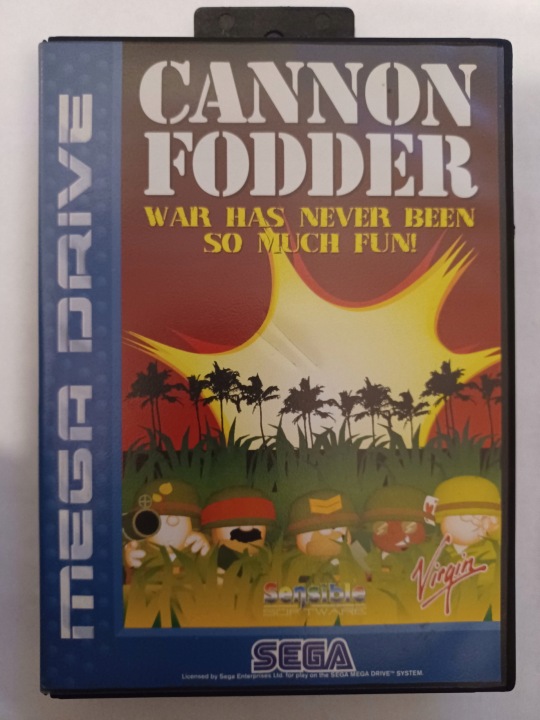 MEGA DRIVE
CANNON
FODDER
WAR HAS NEVER BEEN
SO MUCH FUN!
Sensible
SOFTWARE
Virgin
SEGA
Licensed by Sega Enterprises Ltd. for play on the SEGA MEGA DRIVE™ SYSTEM.